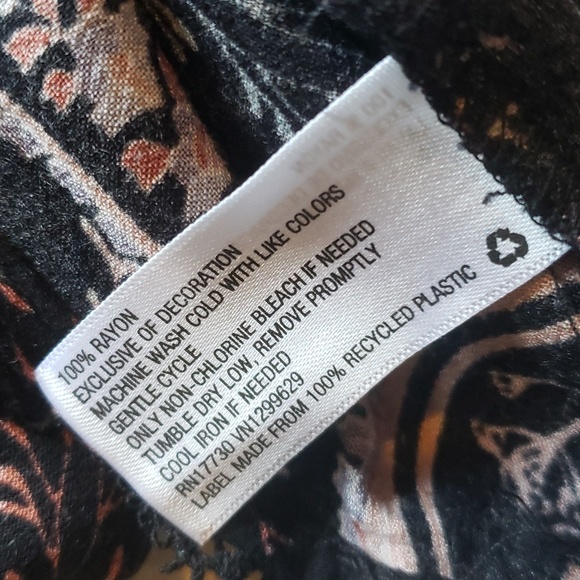 100% RAYON
EXCLUSIVE OF DECORATION
MACHINE WASH COLD WITH LIKE COLORS
GENTLE CYCLE
ONLY NON-CHLORINE BLEACH IF NEEDED
TUMBLE DRY LOW, REMOVE PROMPTLY
COOL IRON IF NEEDED
RN17730 VN1299629
LABEL MADE FROM 100% RECYCLED PLASTIC